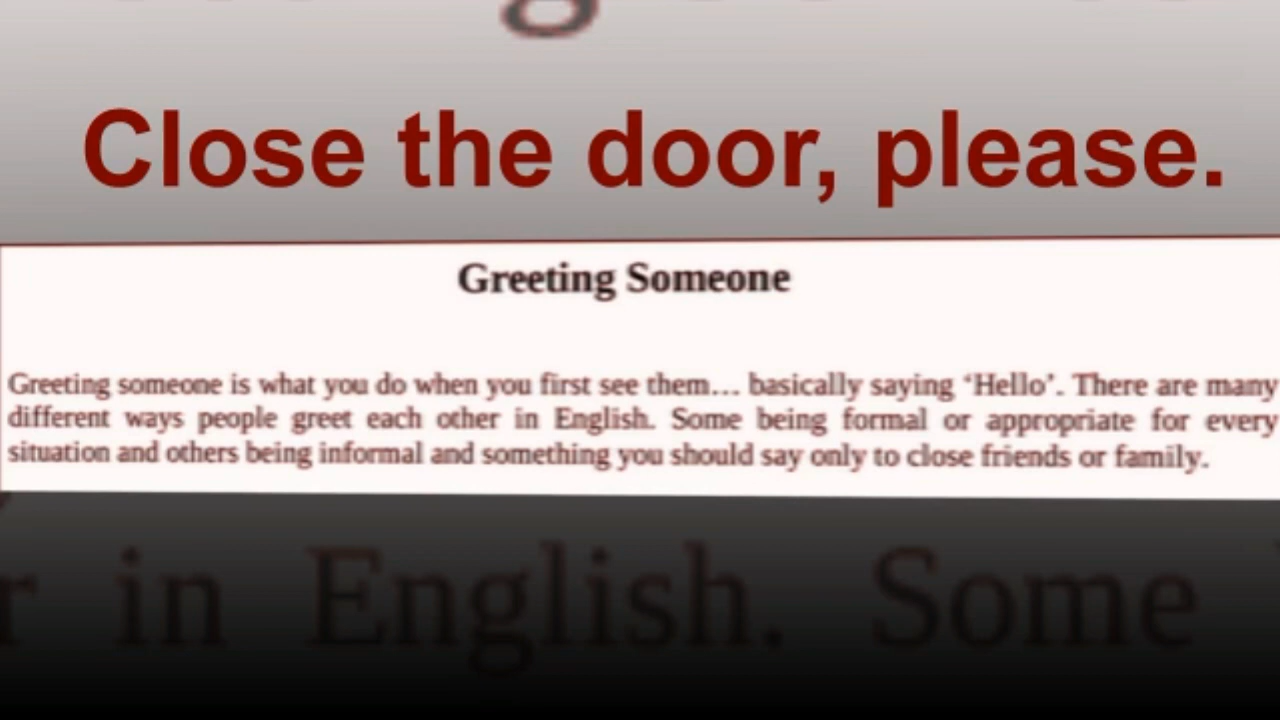 Close the door, please.
Greeting Someone
Greeting someone is what you do when you first see them… basically saying ‘Hello’. There are many
different ways people greet each other in English. Some being formal or appropriate for every
situation and others being informal and something you should say only to close friends or family.
in English. Some